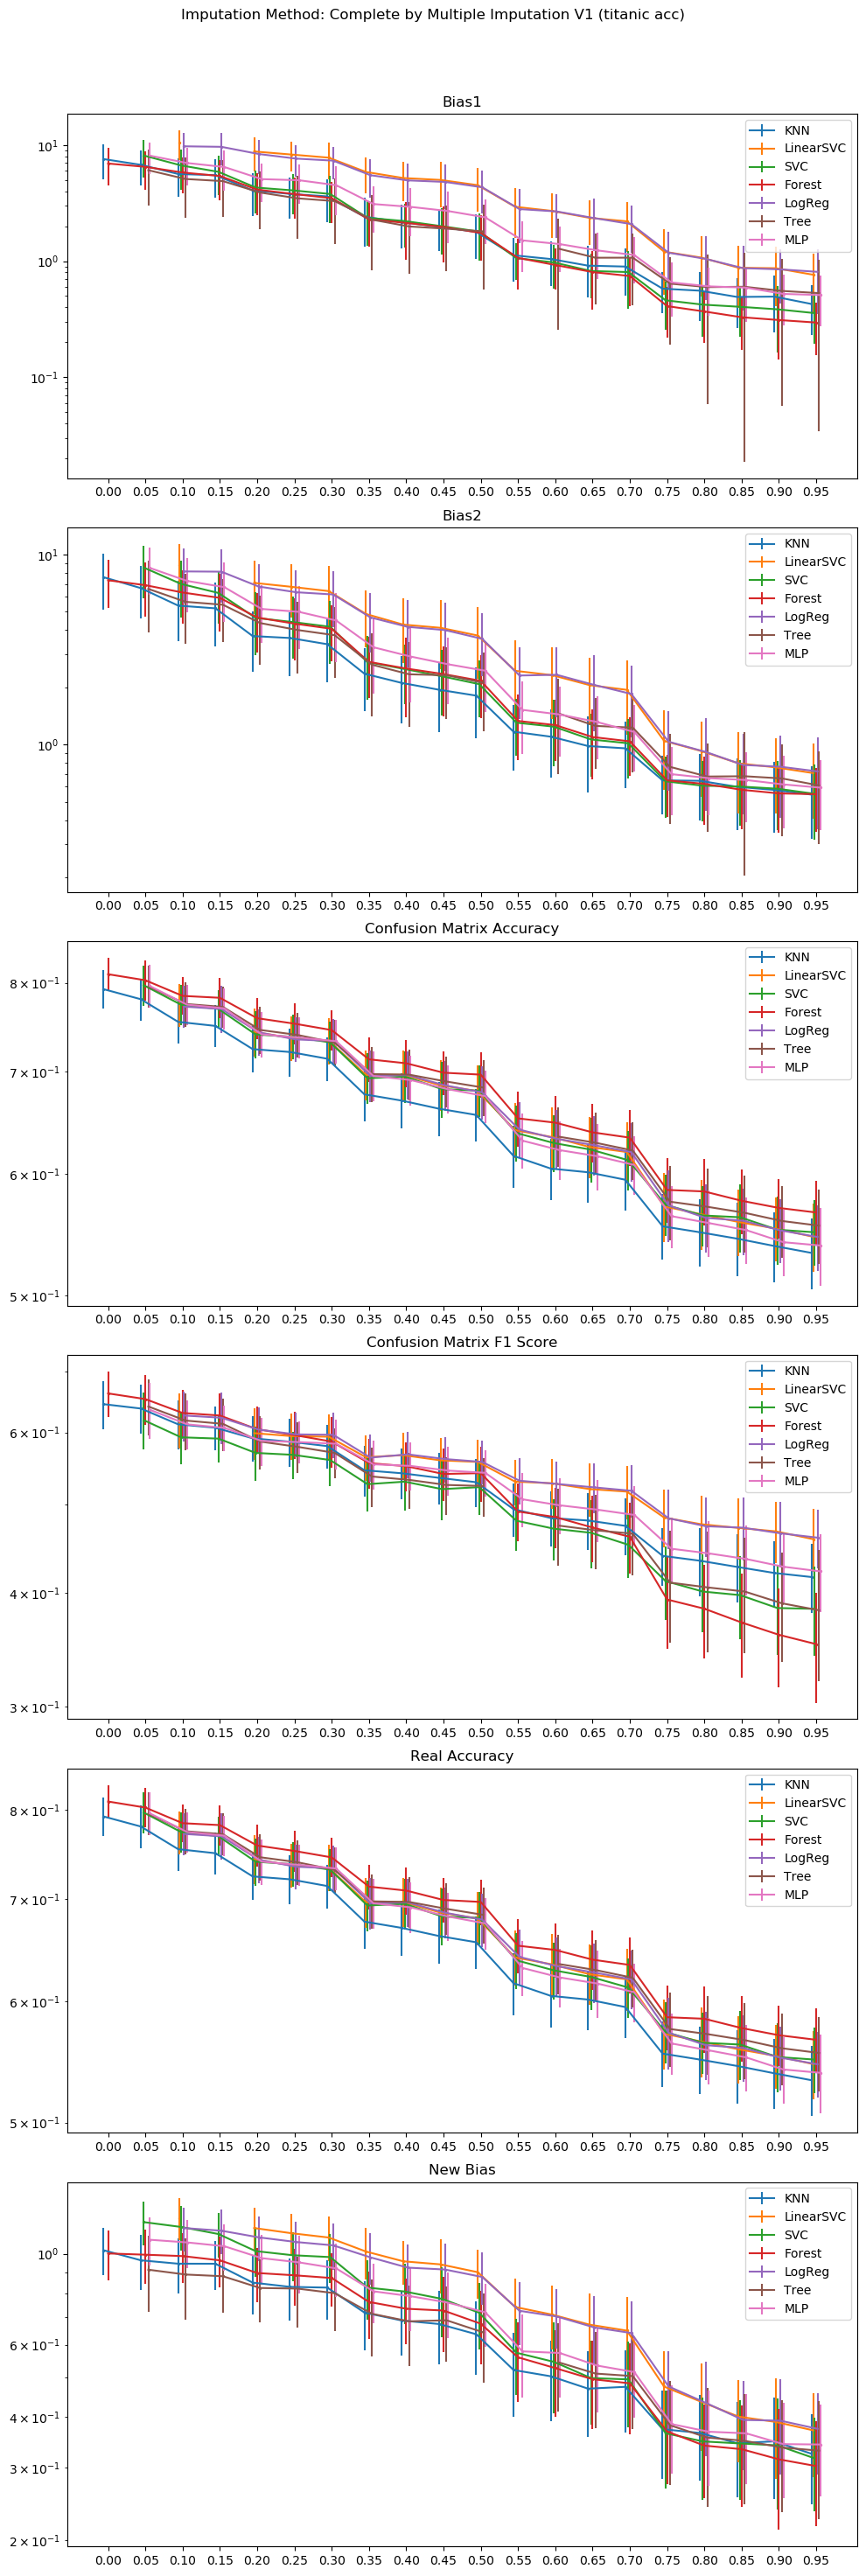 Imputation Method: Complete by Multiple Imputation V1 (titanic acc)
Bias1
10¹
10⁰
10⁻¹
KNN
LinearSVC
SVC
Forest
LogReg
Tree
MLP
0.00 0.05 0.10 0.15 0.20 0.25 0.30 0.35 0.40 0.45 0.50 0.55 0.60 0.65 0.70 0.75 0.80 0.85 0.90 0.95
Bias2
10¹
10⁰
KNN
LinearSVC
SVC
Forest
LogReg
Tree
MLP
0.00 0.05 0.10 0.15 0.20 0.25 0.30 0.35 0.40 0.45 0.50 0.55 0.60 0.65 0.70 0.75 0.80 0.85 0.90 0.95
Confusion Matrix Accuracy
8 × 10⁻¹
7 × 10⁻¹
6 × 10⁻¹
5 × 10⁻¹
KNN
LinearSVC
SVC
Forest
LogReg
Tree
MLP
0.00 0.05 0.10 0.15 0.20 0.25 0.30 0.35 0.40 0.45 0.50 0.55 0.60 0.65 0.70 0.75 0.80 0.85 0.90 0.95
Confusion Matrix F1 Score
6 × 10⁻¹
4 × 10⁻¹
3 × 10⁻¹
KNN
LinearSVC
SVC
Forest
LogReg
Tree
MLP
0.00 0.05 0.10 0.15 0.20 0.25 0.30 0.35 0.40 0.45 0.50 0.55 0.60 0.65 0.70 0.75 0.80 0.85 0.90 0.95
Real Accuracy
8 × 10⁻¹
7 × 10⁻¹
6 × 10⁻¹
5 × 10⁻¹
KNN
LinearSVC
SVC
Forest
LogReg
Tree
MLP
0.00 0.05 0.10 0.15 0.20 0.25 0.30 0.35 0.40 0.45 0.50 0.55 0.60 0.65 0.70 0.75 0.80 0.85 0.90 0.95
New Bias
10⁰
6 × 10⁻¹
4 × 10⁻¹
3 × 10⁻¹
2 × 10⁻¹
KNN
LinearSVC
SVC
Forest
LogReg
Tree
MLP
0.00 0.05 0.10 0.15 0.20 0.25 0.30 0.35 0.40 0.45 0.50 0.55 0.60 0.65 0.70 0.75 0.80 0.85 0.90 0.95